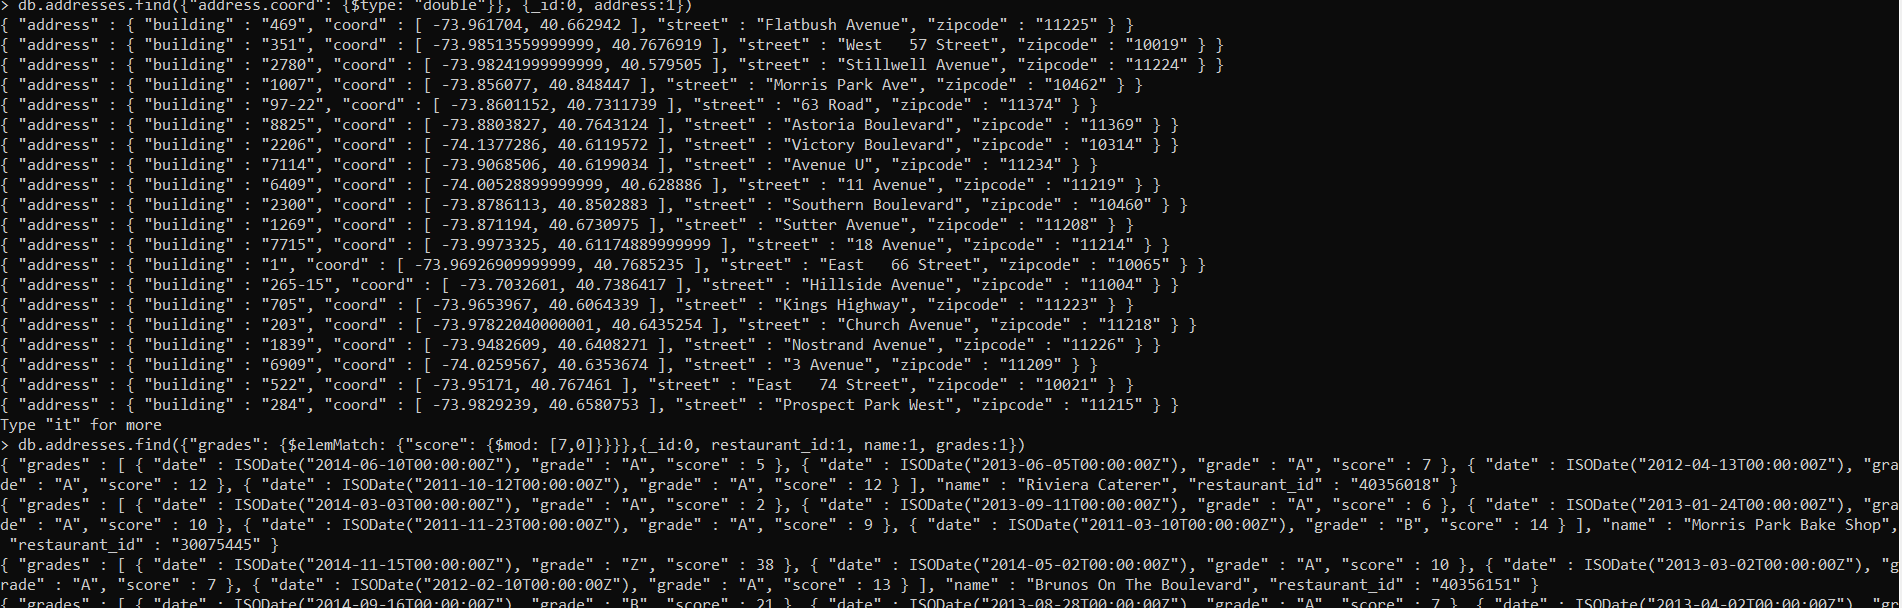 > db.addresses.find({"address.coord": {$type: "double"}}, {_id:0, address:1})
{ "address" : { "building" : "469", "coord" : [ -73.961704, 40.662942 ], "street" : "Flatbush Avenue", "zipcode" : "11225" } }
{ "address" : { "building" : "351", "coord" : [ -73.98513559999999, 40.7676919 ], "street" : "West   57 Street", "zipcode" : "10019" } }
{ "address" : { "building" : "2780", "coord" : [ -73.98241999999999, 40.579505 ], "street" : "Stillwell Avenue", "zipcode" : "11224" } }
{ "address" : { "building" : "1007", "coord" : [ -73.856077, 40.848447 ], "street" : "Morris Park Ave", "zipcode" : "10462" } }
{ "address" : { "building" : "97-22", "coord" : [ -73.8601152, 40.7311739 ], "street" : "63 Road", "zipcode" : "11374" } }
{ "address" : { "building" : "8825", "coord" : [ -73.8803827, 40.7643124 ], "street" : "Astoria Boulevard", "zipcode" : "11369" } }
{ "address" : { "building" : "2206", "coord" : [ -74.1377286, 40.6119572 ], "street" : "Victory Boulevard", "zipcode" : "10314" } }
{ "address" : { "building" : "7114", "coord" : [ -73.9068506, 40.6199034 ], "street" : "Avenue U", "zipcode" : "11234" } }
{ "address" : { "building" : "6409", "coord" : [ -74.00528899999999, 40.628886 ], "street" : "11 Avenue", "zipcode" : "11219" } }
{ "address" : { "building" : "2300", "coord" : [ -73.8786113, 40.8502883 ], "street" : "Southern Boulevard", "zipcode" : "10460" } }
{ "address" : { "building" : "1269", "coord" : [ -73.871194, 40.6730975 ], "street" : "Sutter Avenue", "zipcode" : "11208" } }
{ "address" : { "building" : "7715", "coord" : [ -73.9973325, 40.61174889999999 ], "street" : "18 Avenue", "zipcode" : "11214" } }
{ "address" : { "building" : "1", "coord" : [ -73.96926909999999, 40.7685235 ], "street" : "East   66 Street", "zipcode" : "10065" } }
{ "address" : { "building" : "265-15", "coord" : [ -73.7032601, 40.7386417 ], "street" : "Hillside Avenue", "zipcode" : "11004" } }
{ "address" : { "building" : "705", "coord" : [ -73.9653967, 40.6064339 ], "street" : "Kings Highway", "zipcode" : "11223" } }
{ "address" : { "building" : "203", "coord" : [ -73.97822040000001, 40.6435254 ], "street" : "Church Avenue", "zipcode" : "11218" } }
{ "address" : { "building" : "1839", "coord" : [ -73.9482609, 40.6408271 ], "street" : "Nostrand Avenue", "zipcode" : "11226" } }
{ "address" : { "building" : "6909", "coord" : [ -74.0259567, 40.6353674 ], "street" : "3 Avenue", "zipcode" : "11209" } }
{ "address" : { "building" : "522", "coord" : [ -73.95171, 40.767461 ], "street" : "East   74 Street", "zipcode" : "10021" } }
{ "address" : { "building" : "284", "coord" : [ -73.9829239, 40.6580753 ], "street" : "Prospect Park West", "zipcode" : "11215" } }
Type "it" for more
> db.addresses.find({"grades": {$elemMatch: {"score": {$mod: [7,0]}}}},{_id:0, restaurant_id:1, name:1, grades:1})
{ "grades" : [ { "date" : ISODate("2014-06-10T00:00:00Z"), "grade" : "A", "score" : 5 }, { "date" : ISODate("2013-06-05T00:00:00Z"), "grade" : "A", "score" : 7 }, { "date" : ISODate("2012-04-13T00:00:00Z"), "gra
de" : "A", "score" : 12 }, { "date" : ISODate("2011-10-12T00:00:00Z"), "grade" : "A", "score" : 12 } ], "name" : "Riviera Caterer", "restaurant_id" : "40356018" }
{ "grades" : [ { "date" : ISODate("2014-03-03T00:00:00Z"), "grade" : "A", "score" : 2 }, { "date" : ISODate("2013-09-11T00:00:00Z"), "grade" : "A", "score" : 6 }, { "date" : ISODate("2013-01-24T00:00:00Z"), "gra
de" : "A", "score" : 10 }, { "date" : ISODate("2011-11-23T00:00:00Z"), "grade" : "A", "score" : 9 }, { "date" : ISODate("2011-03-10T00:00:00Z"), "grade" : "B", "score" : 14 } ], "name" : "Morris Park Bake Shop",
 "restaurant_id" : "30075445" }
{ "grades" : [ { "date" : ISODate("2014-11-15T00:00:00Z"), "grade" : "Z", "score" : 38 }, { "date" : ISODate("2014-05-02T00:00:00Z"), "grade" : "A", "score" : 10 }, { "date" : ISODate("2013-03-02T00:00:00Z"), "g
rade" : "A", "score" : 7 }, { "date" : ISODate("2012-02-10T00:00:00Z"), "grade" : "A", "score" : 13 } ], "name" : "Brunos On The Boulevard", "restaurant_id" : "40356151" }
{ "grades" : [ { "date" : ISODate("2014-09-16T00:00:00Z"), "grade" : "B", "score" : 21 }, { "date" : ISODate("2013-08-28T00:00:00Z"), "grade" : "A", "score" : 7 }, { "date" : ISODate("2013-04-02T00:00:00Z"), "gr